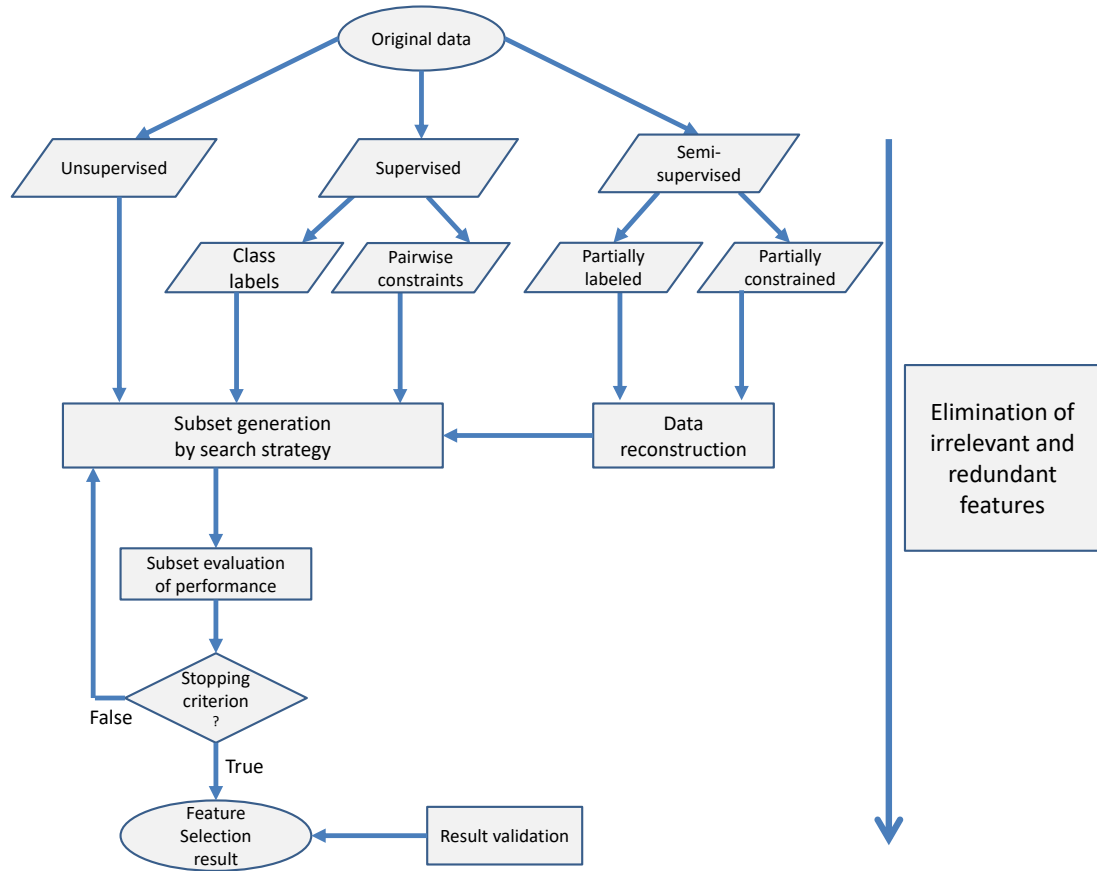 Original data
Unsupervised
Supervised
Semi-
supervised
Class
labels
Pairwise
constraints
Partially
labeled
Partially
constrained
Subset generation
by search strategy
Data
reconstruction
Elimination of
irrelevant and
redundant
features
Subset evaluation
of performance
Stopping
criterion
?
False
True
Feature
Selection
result
Result validation